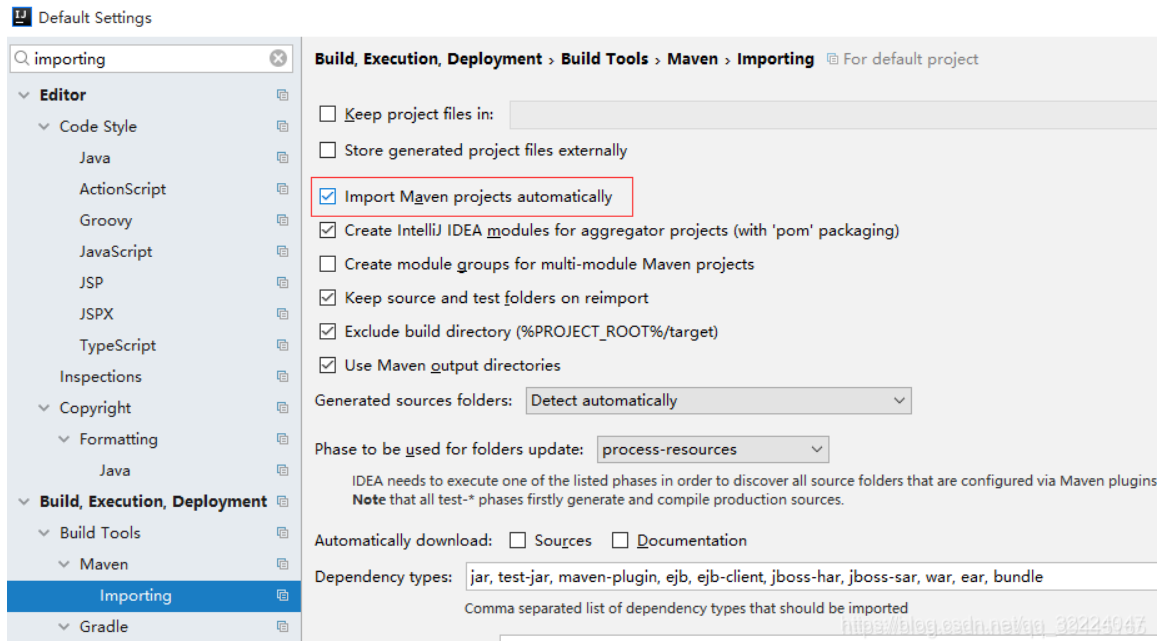 IJ Default Settings
importing
Editor
Code Style
Java
ActionScript
Groovy
JavaScript
JSP
JSPX
TypeScript
Inspections
Copyright
Formatting
Java
Build, Execution, Deployment
Build Tools
Maven
Importing
Gradle
Build, Execution, Deployment › Build Tools › Maven › Importing For default project
Keep project files in:
Store generated project files externally
Import Maven projects automatically
Create IntelliJ IDEA modules for aggregator projects (with 'pom' packaging)
Create module groups for multi-module Maven projects
Keep source and test folders on reimport
Exclude build directory (%PROJECT_ROOT%/target)
Use Maven output directories
Generated sources folders: Detect automatically
Phase to be used for folders update: process-resources
IDEA needs to execute one of the listed phases in order to discover all source folders that are configured via Maven plugins
Note that all test-* phases firstly generate and compile production sources.
Automatically download: Sources Documentation
Dependency types: jar, test-jar, maven-plugin, ejb, ejb-client, jboss-har, jboss-sar, war, ear, bundle
Comma separated list of dependency types that should be imported